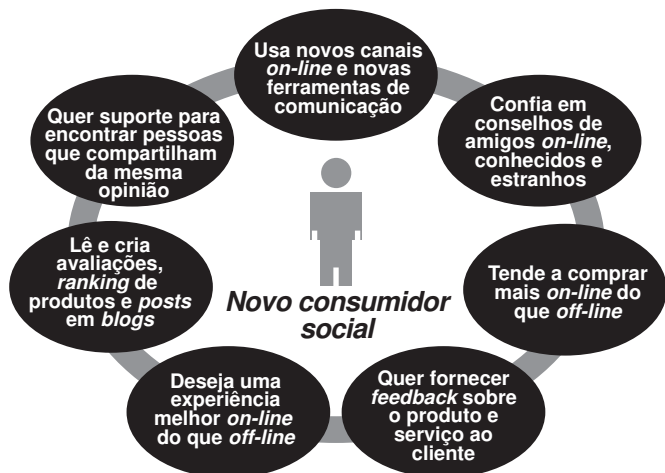 Usa novos canais
on-line e novas
ferramentas de
comunicação
Confia em
conselhos de
amigos on-line,
conhecidos e
estranhos
Tende a comprar
mais on-line do
que off-line
Quer fornecer
feedback sobre
o produto e
serviço ao
cliente
Deseja uma
experiência
melhor on-line
do que off-line
Lê e cria
avaliações,
ranking de
produtos e posts
em blogs
Quer suporte para
encontrar pessoas
que compartilham
da mesma
opinião
Novo consumidor
social